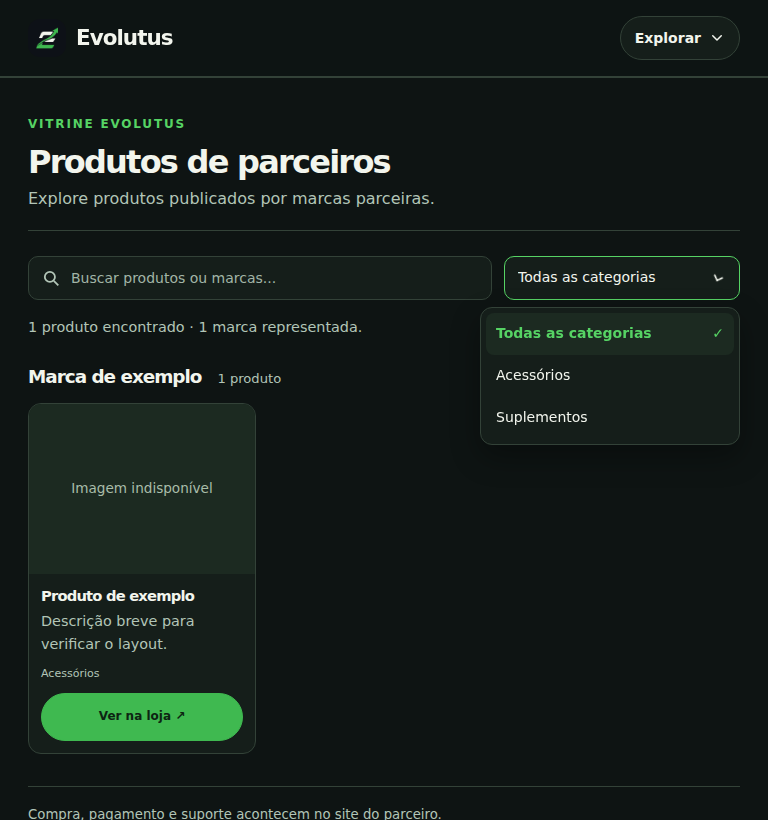 Evolutus
Explorar
VITRINE EVOLUTUS
Produtos de parceiros
Explore produtos publicados por marcas parceiras.
Buscar produtos ou marcas...
Todas as categorias
1 produto encontrado · 1 marca representada.
Todas as categorias ✓
Acessórios
Suplementos
Marca de exemplo 1 produto
Imagem indisponível
Produto de exemplo
Descrição breve para
verificar o layout.
Acessórios
Ver na loja ↗
Compra, pagamento e suporte acontecem no site do parceiro.